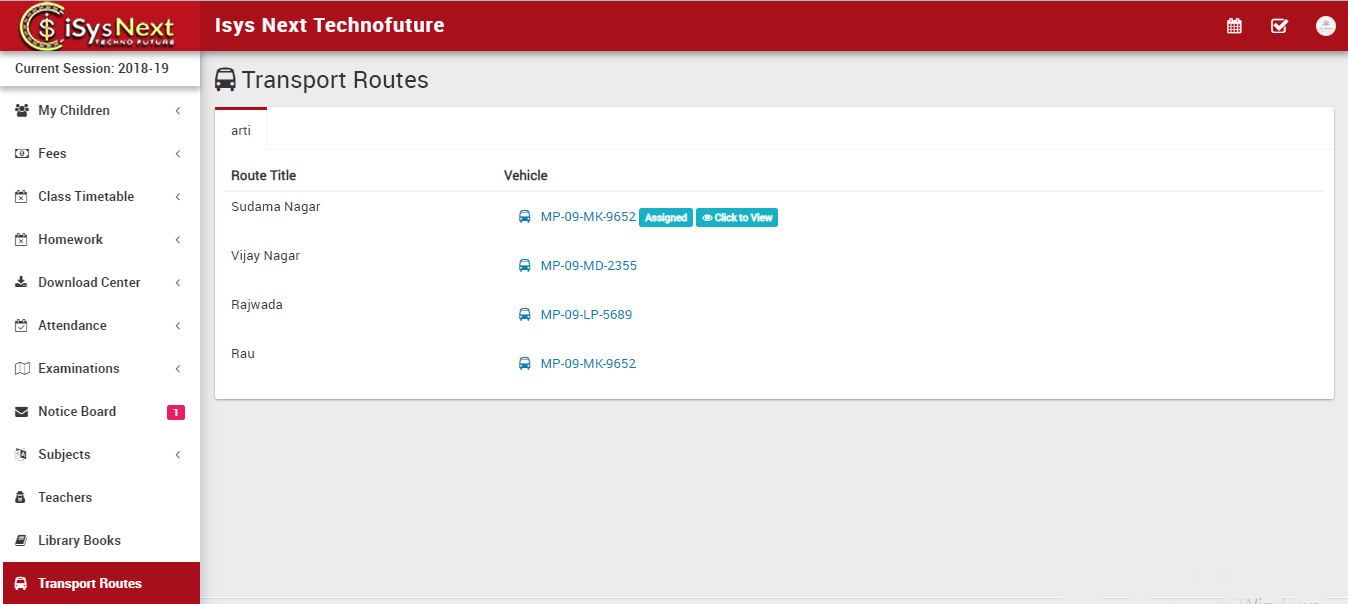 iSysNext
TECHNO FUTURE
Isys Next Technofuture
Current Session: 2018-19
My Children
Fees
Class Timetable
Homework
Download Center
Attendance
Examinations
Notice Board 1
Subjects
Teachers
Library Books
Transport Routes
Transport Routes
arti
Route Title Vehicle
Sudama Nagar MP-09-MK-9652 Assigned Click to View
Vijay Nagar MP-09-MD-2355
Rajwada MP-09-LP-5689
Rau MP-09-MK-9652